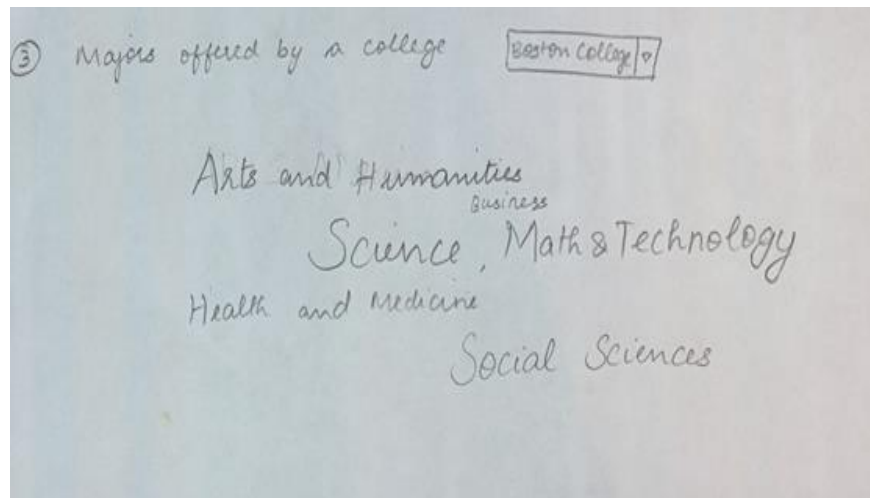 ③ Majors offered by a college Boston College
Arts and Humanities
Business
Science, Math & Technology
Health and Medicine
Social Sciences